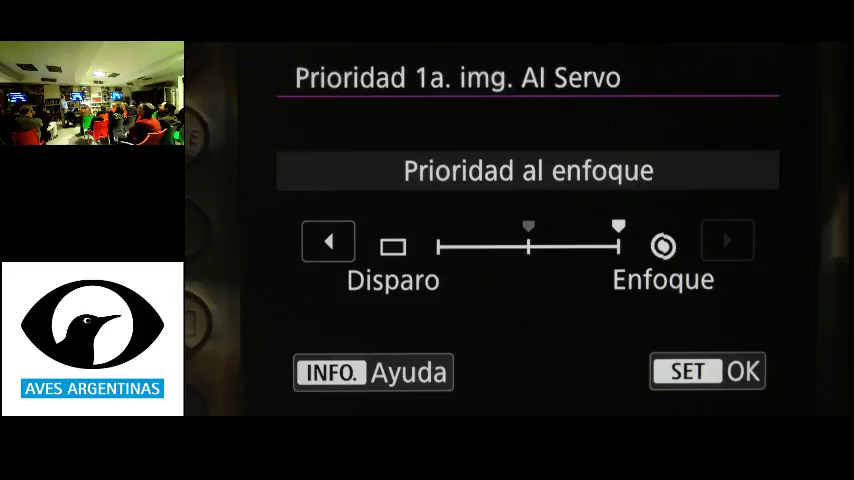 Prioridad 1a. img. AI Servo
Prioridad al enfoque
Disparo
Enfoque
INFO. Ayuda
SET OK
AVES ARGENTINAS